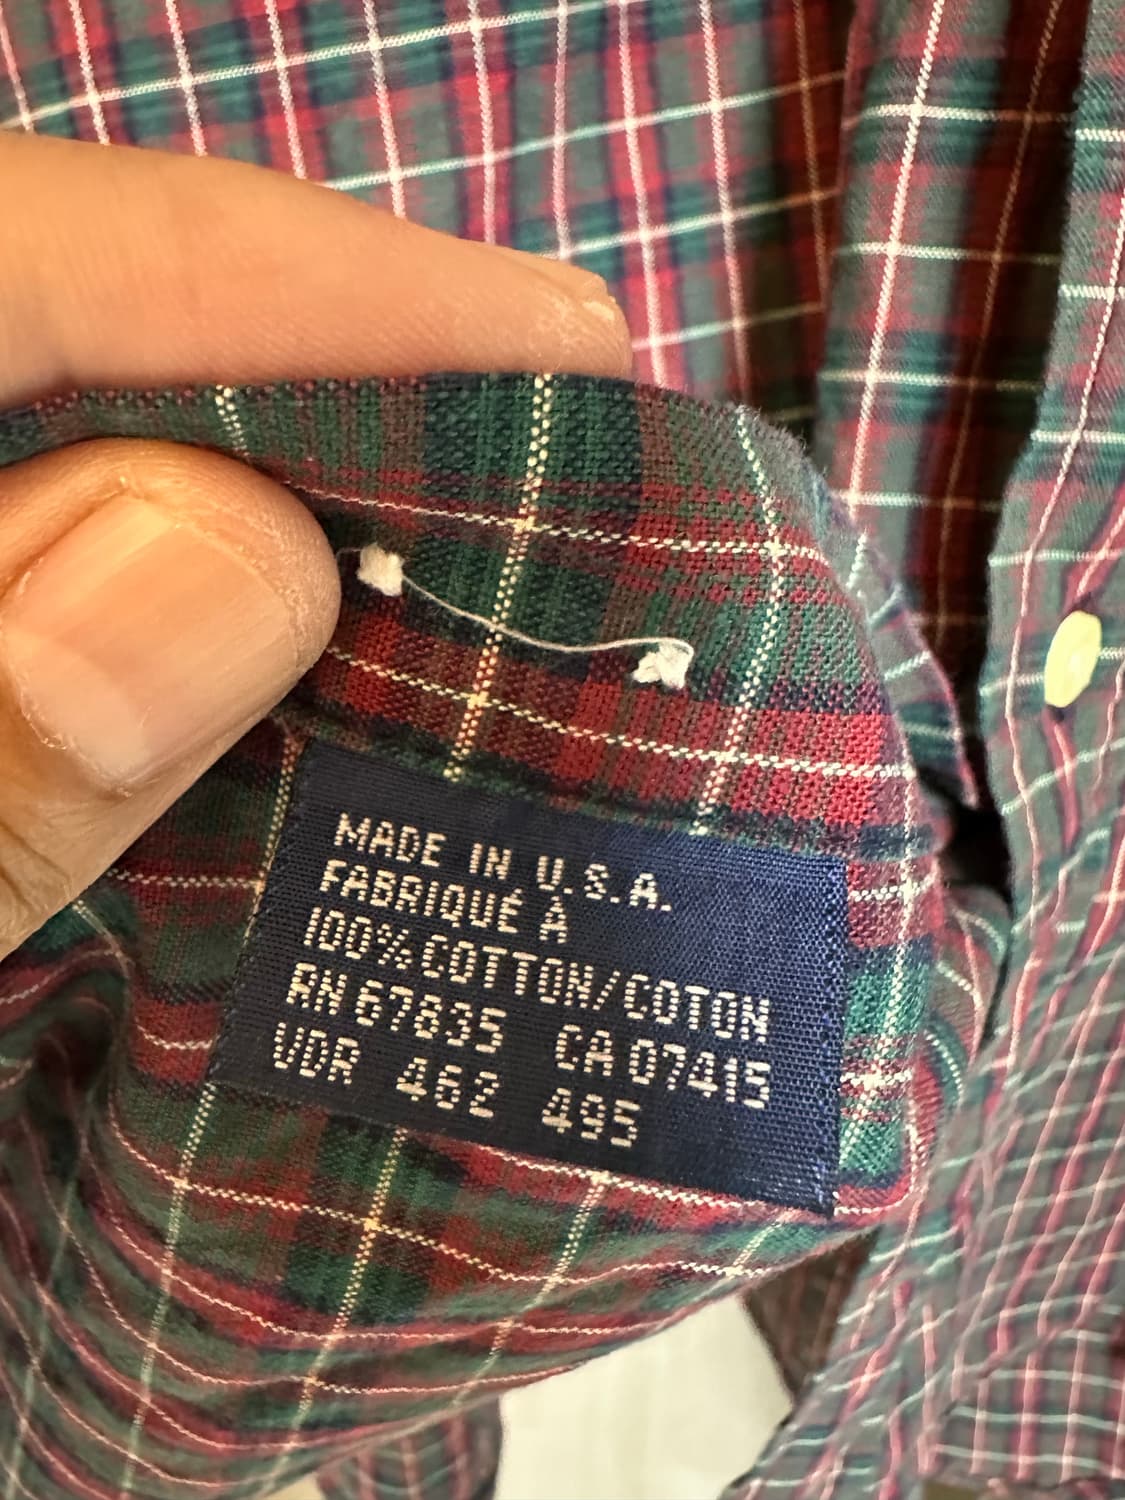 MADE IN U.S.A.
FABRIQUÉ À
100% COTTON/COTON
RN 67835 CA 07415
VDR 462 495